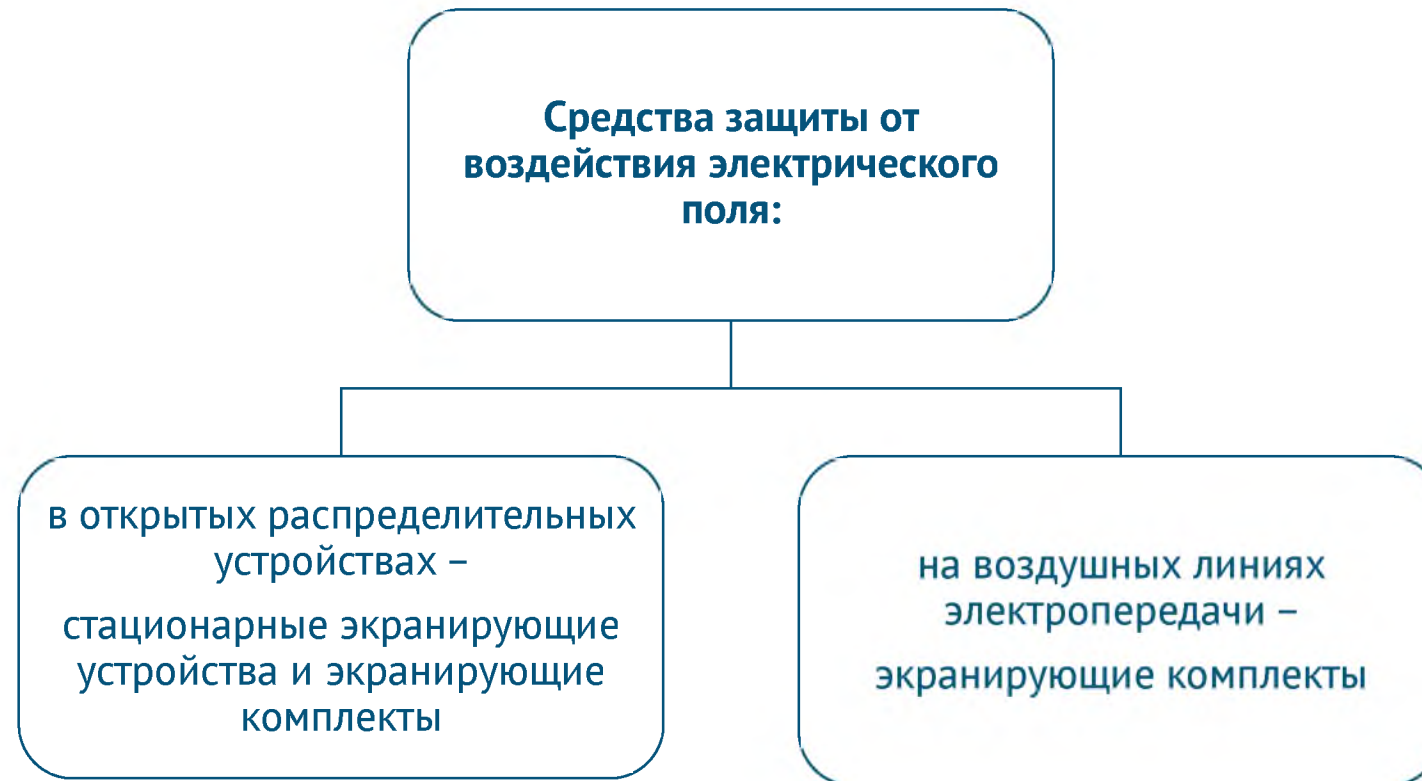 Средства защиты от
воздействия электрического
поля:
в открытых распределительных
устройствах –
стационарные экранирующие
устройства и экранирующие
комплекты
на воздушных линиях
электропередачи –
экранирующие комплекты